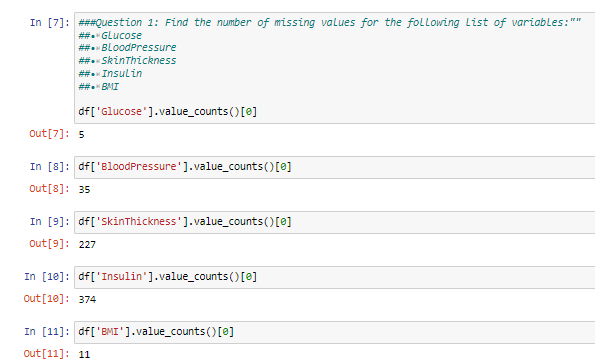 In [7]: ###Question 1: Find the number of missing values for the following list of variables:""
##•*Glucose
##•*BloodPressure
##•*SkinThickness
##•*Insulin
##•*BMI
df['Glucose'].value_counts()[0]
Out[7]: 5
In [8]: df['BloodPressure'].value_counts()[0]
Out[8]: 35
In [9]: df['SkinThickness'].value_counts()[0]
Out[9]: 227
In [10]: df['Insulin'].value_counts()[0]
Out[10]: 374
In [11]: df['BMI'].value_counts()[0]
Out[11]: 11